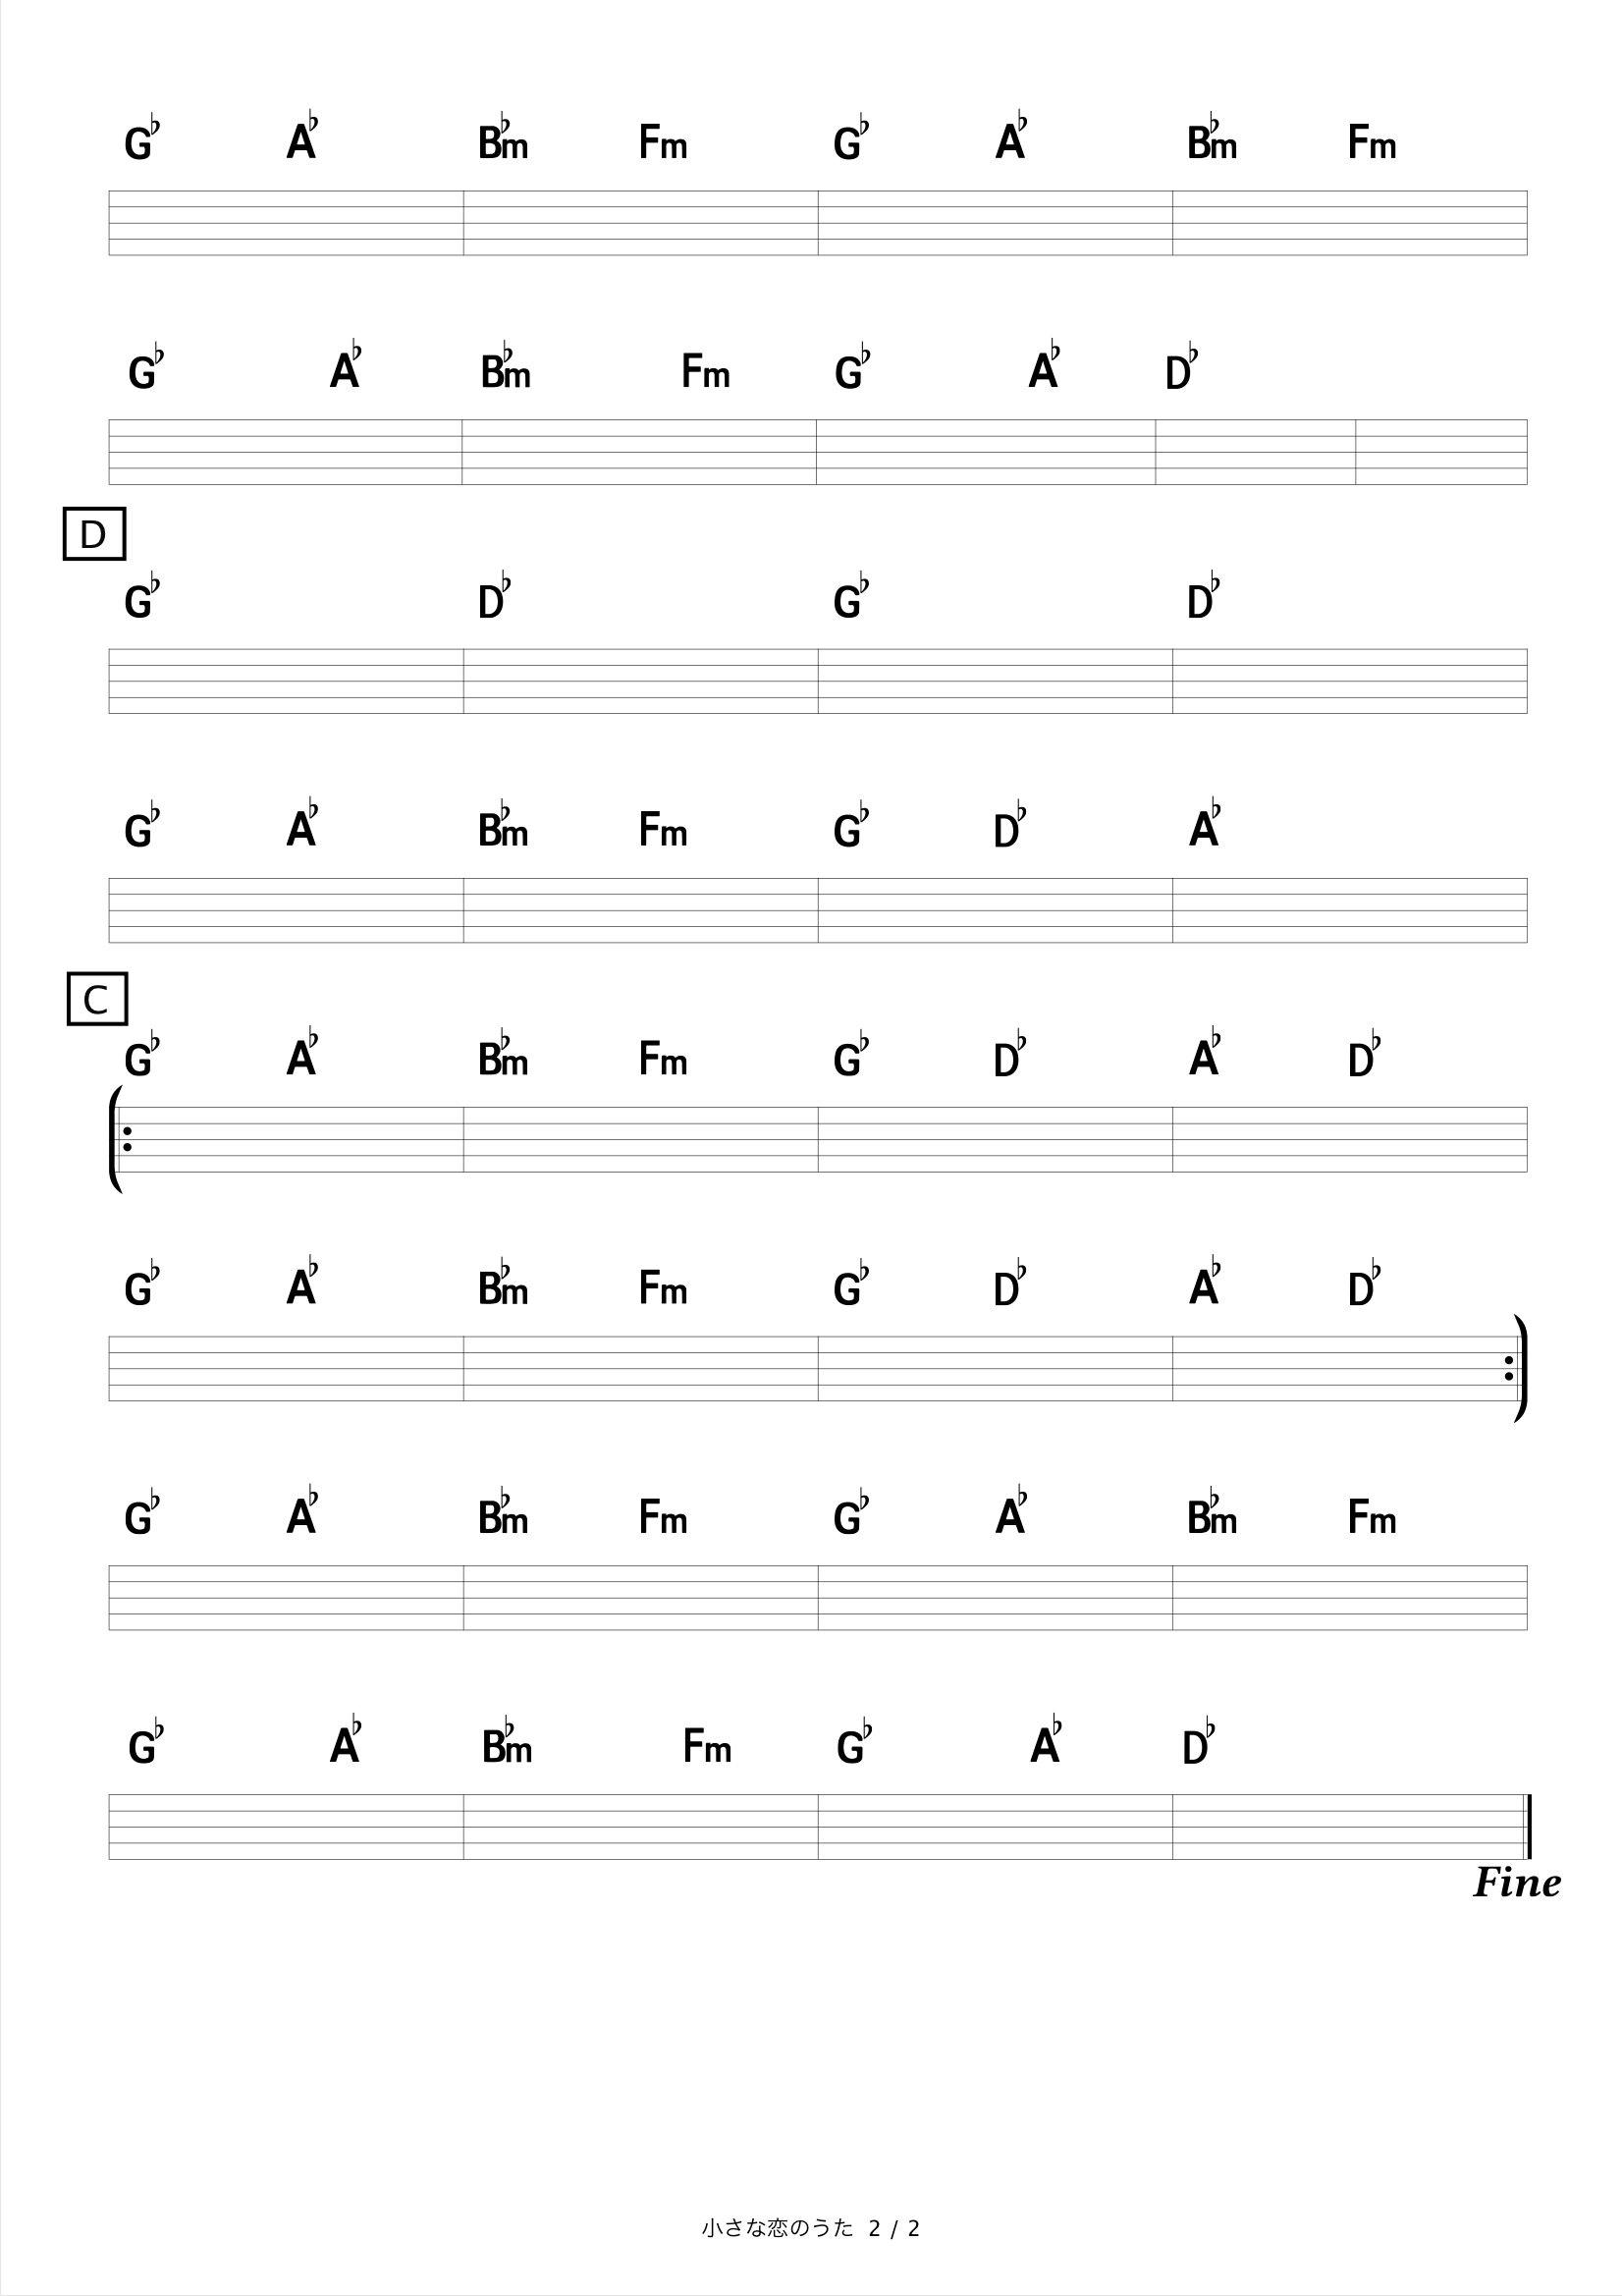 G♭ A♭ B♭m Fm G♭ A♭ B♭m Fm
G♭ A♭ B♭m Fm G♭ A♭ D♭
D
G♭ D♭ G♭ D♭
G♭ A♭ B♭m Fm G♭ D♭ A♭
C
G♭ A♭ B♭m Fm G♭ D♭ A♭ D♭
G♭ A♭ B♭m Fm G♭ D♭ A♭ D♭
G♭ A♭ B♭m Fm G♭ A♭ B♭m Fm
G♭ A♭ B♭m Fm G♭ A♭ D♭
Fine
小さな恋のうた 2 / 2